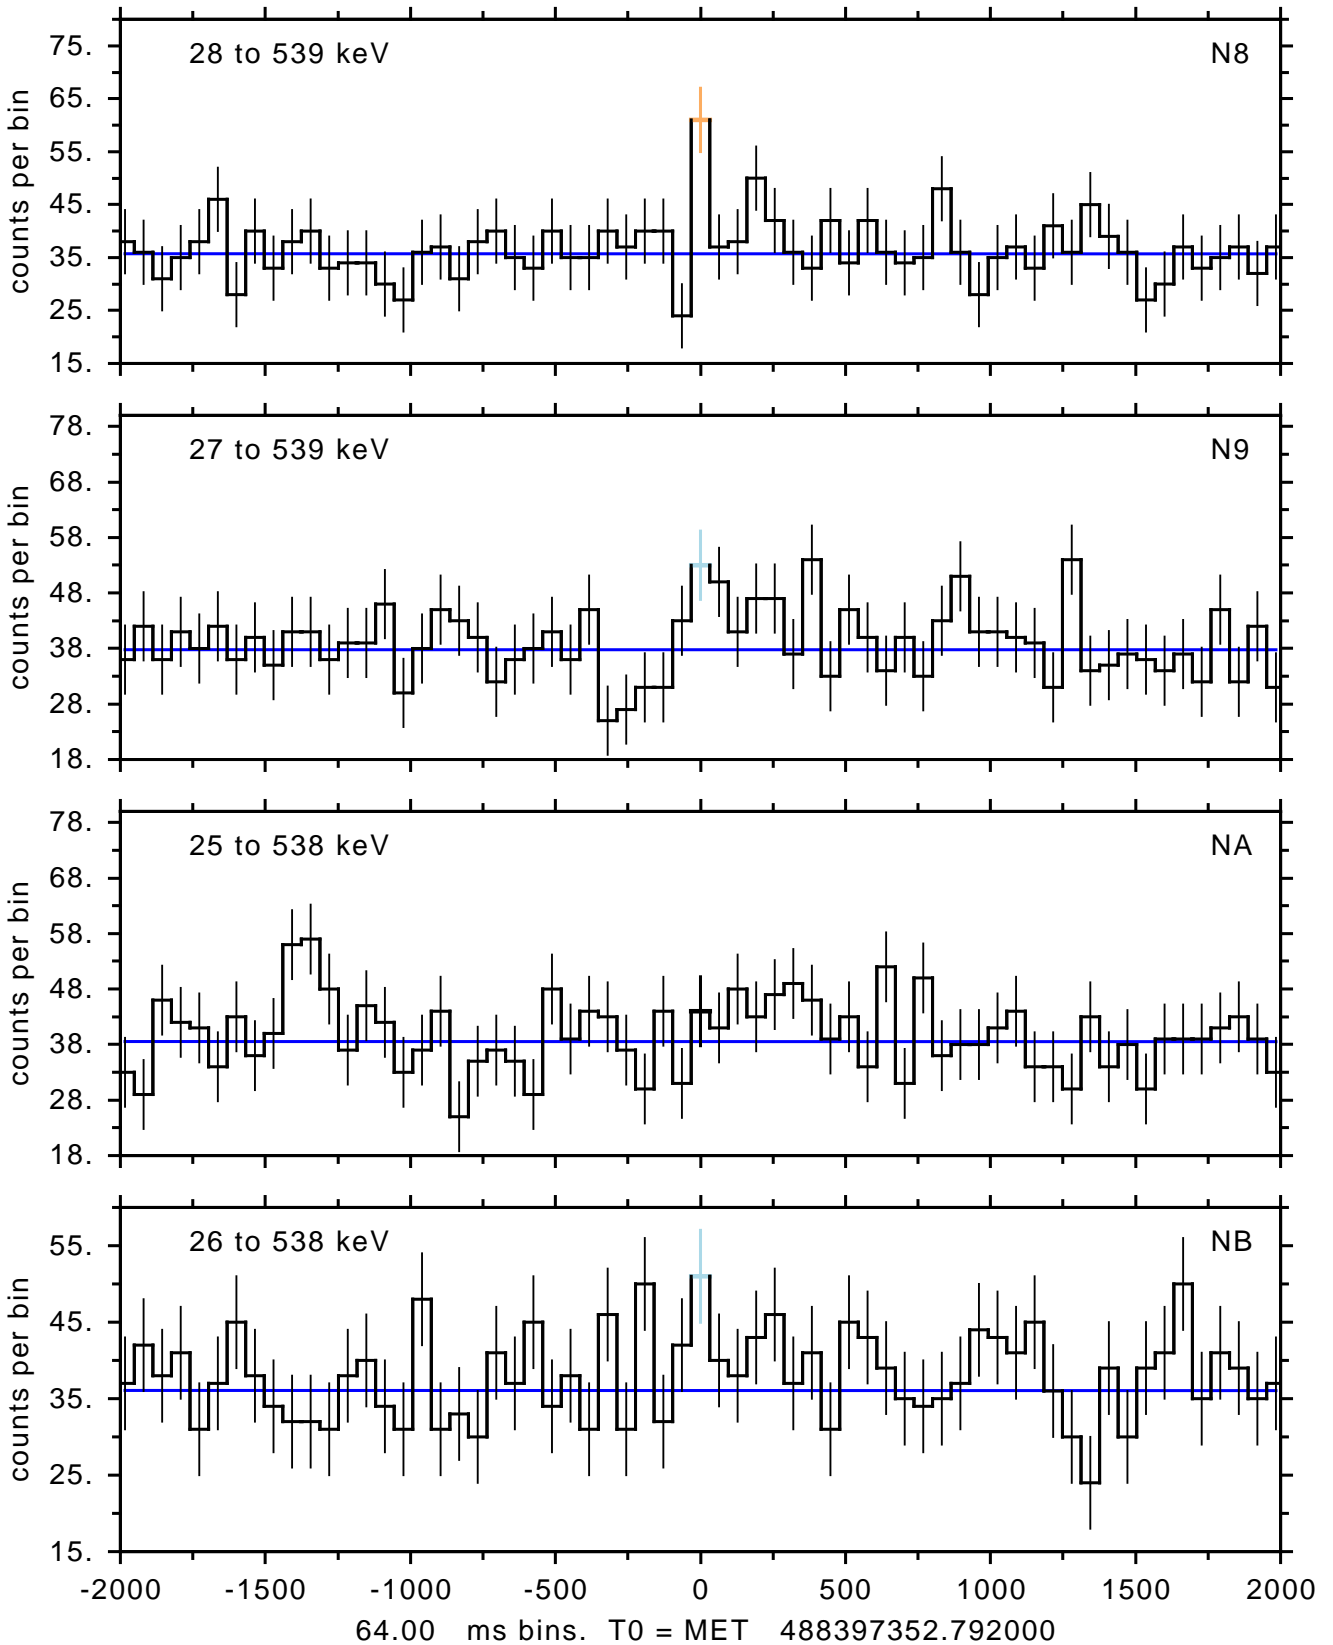 28 to 539 keV N8
75.
65.
55.
45.
35.
25.
15.
counts per bin
27 to 539 keV N9
78.
68.
58.
48.
38.
28.
18.
counts per bin
25 to 538 keV NA
78.
68.
58.
48.
38.
28.
18.
counts per bin
26 to 538 keV NB
55.
45.
35.
25.
15.
counts per bin
-2000 -1500 -1000 -500 0 500 1000 1500 2000
64.00 ms bins. T0 = MET 488397352.792000